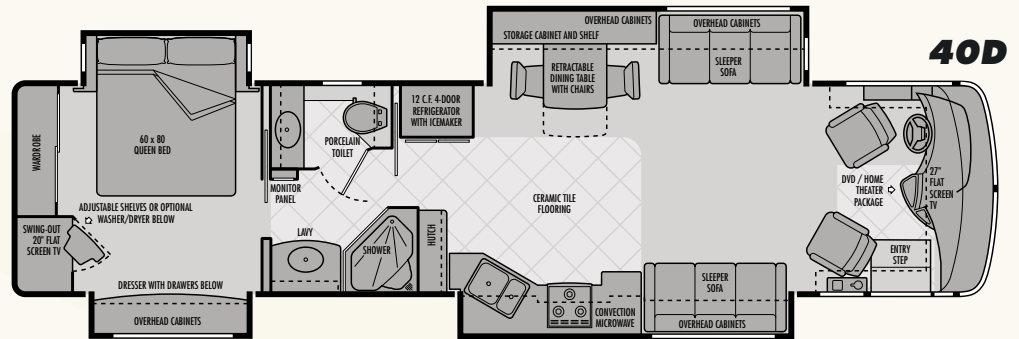 40D
OVERHEAD CABINETS
STORAGE CABINET AND SHELF
OVERHEAD CABINETS
SLEEPER
SOFA
RETRACTABLE
DINING TABLE
WITH CHAIRS
12 C.F. 4-DOOR
REFRIGERATOR
WITH ICEMAKER
WARDROBE
60 x 80
QUEEN BED
PORCELAIN
TOILET
MONITOR
PANEL
DVD / HOME
THEATER
PACKAGE
27"
FLAT
SCREEN
TV
CERAMIC TILE
FLOORING
ADJUSTABLE SHELVES OR OPTIONAL
WASHER/DRYER BELOW
SWING-OUT
20" FLAT
SCREEN TV
LAVY
SHOWER
HUTCH
ENTRY
STEP
DRESSER WITH DRAWERS BELOW
OVERHEAD CABINETS
CONVECTION
MICROWAVE
SLEEPER
SOFA
OVERHEAD CABINETS